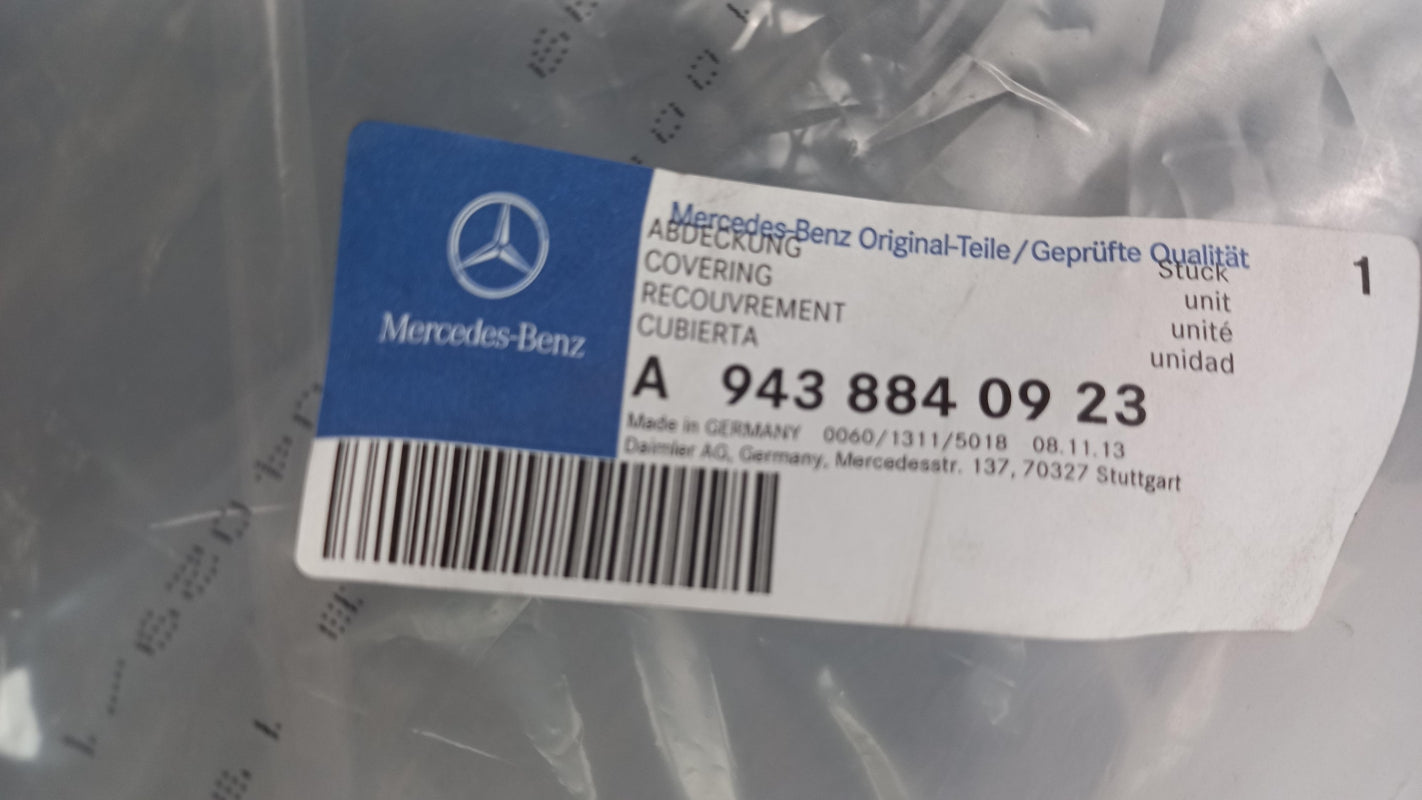 Mercedes-Benz
Mercedes-Benz Original-Teile/Geprüfte Qualität
ABDECKUNG
COVERING
RECOUVREMENT
CUBIERTA
Stück 1
unit
unité
unidad
A 943 884 09 23
Made in GERMANY 0060/1311/5018 08.11.13
Daimler AG, Germany, Mercedesstr. 137, 70327 Stuttgart